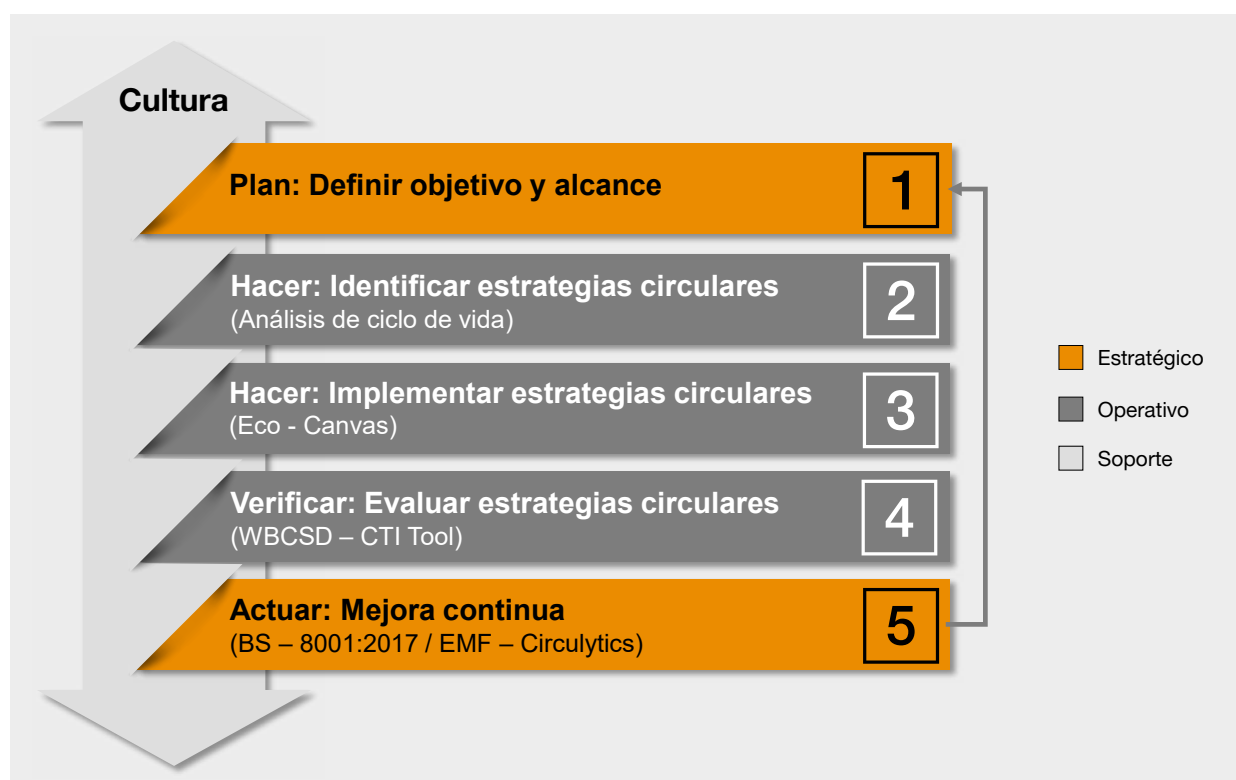 Cultura
Plan: Definir objetivo y alcance
1
Hacer: Identificar estrategias circulares
(Análisis de ciclo de vida)
2
Hacer: Implementar estrategias circulares
(Eco - Canvas)
3
Verificar: Evaluar estrategias circulares
(WBCSD – CTI Tool)
4
Actuar: Mejora continua
(BS – 8001:2017 / EMF – Circulytics)
5
Estratégico
Operativo
Soporte